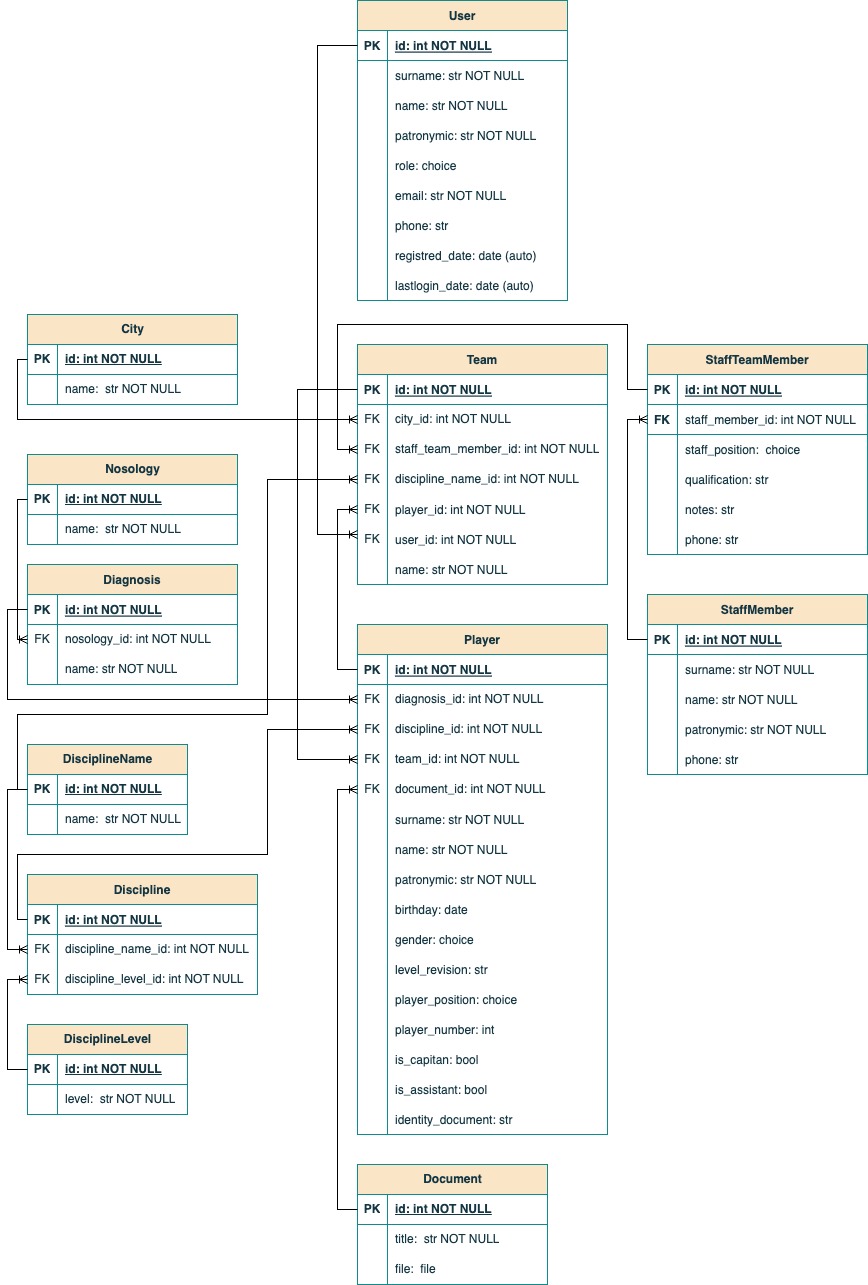 User
PK id: int NOT NULL
surname: str NOT NULL
name: str NOT NULL
patronymic: str NOT NULL
role: choice
email: str NOT NULL
phone: str
registred_date: date (auto)
lastlogin_date: date (auto)
City
PK id: int NOT NULL
name: str NOT NULL
Team
PK id: int NOT NULL
FK city_id: int NOT NULL
FK staff_team_member_id: int NOT NULL
FK discipline_name_id: int NOT NULL
FK player_id: int NOT NULL
FK user_id: int NOT NULL
name: str NOT NULL
StaffTeamMember
PK id: int NOT NULL
FK staff_member_id: int NOT NULL
staff_position: choice
qualification: str
notes: str
phone: str
Nosology
PK id: int NOT NULL
name: str NOT NULL
Diagnosis
PK id: int NOT NULL
FK nosology_id: int NOT NULL
name: str NOT NULL
StaffMember
PK id: int NOT NULL
surname: str NOT NULL
name: str NOT NULL
patronymic: str NOT NULL
phone: str
Player
PK id: int NOT NULL
FK diagnosis_id: int NOT NULL
FK discipline_id: int NOT NULL
FK team_id: int NOT NULL
FK document_id: int NOT NULL
surname: str NOT NULL
name: str NOT NULL
patronymic: str NOT NULL
birthday: date
gender: choice
level_revision: str
player_position: choice
player_number: int
is_capitan: bool
is_assistant: bool
identity_document: str
DisciplineName
PK id: int NOT NULL
name: str NOT NULL
Discipline
PK id: int NOT NULL
FK discipline_name_id: int NOT NULL
FK discipline_level_id: int NOT NULL
DisciplineLevel
PK id: int NOT NULL
level: str NOT NULL
Document
PK id: int NOT NULL
title: str NOT NULL
file: file